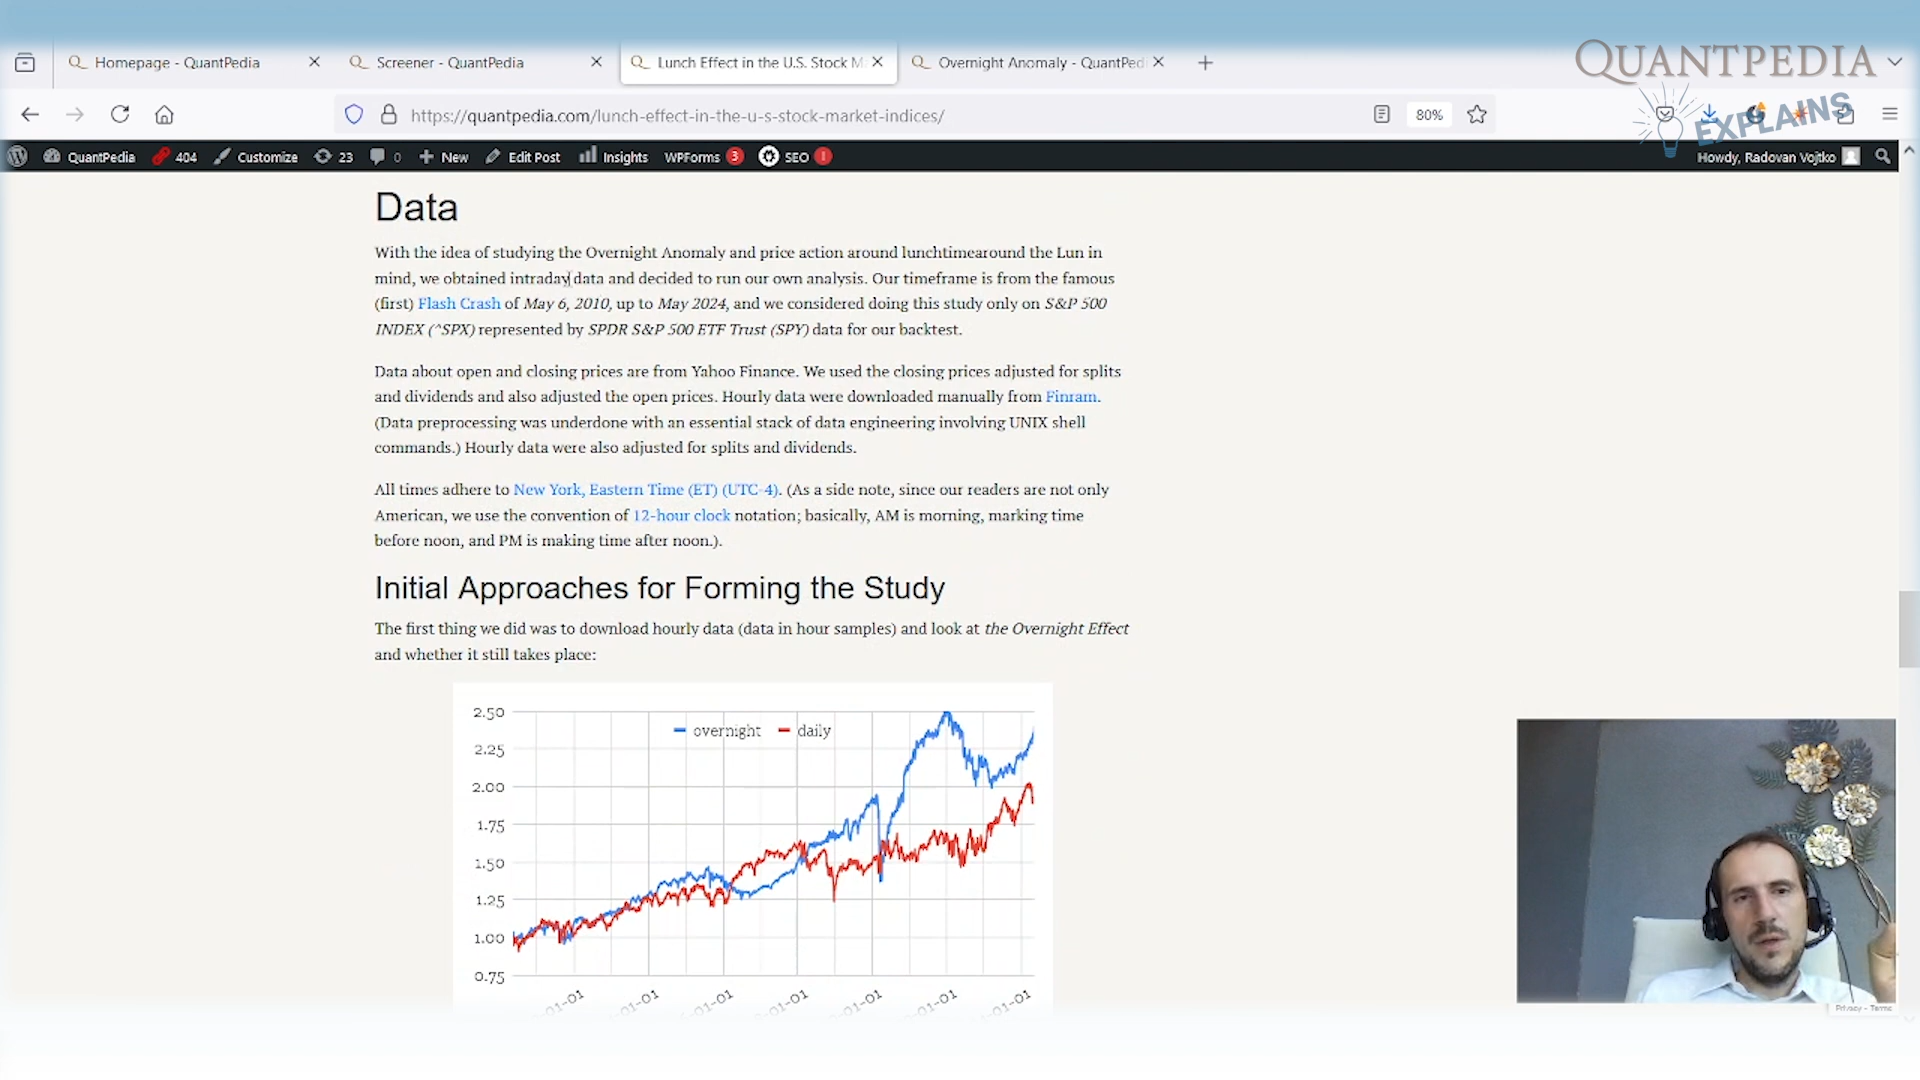 QUANTPEDIA
EXPLAINS
Homepage - QuantPedia
Screener - QuantPedia
Lunch Effect in the U.S. Stock M
Overnight Anomaly - QuantPed
https://quantpedia.com/lunch-effect-in-the-u-s-stock-market-indices/
80%
QuantPedia 404 Customize 23 0 New Edit Post Insights WPForms 3 SEO !
Howdy, Radovan Vojtko
Data
With the idea of studying the Overnight Anomaly and price action around lunchtimearound the Lun in
mind, we obtained intraday data and decided to run our own analysis. Our timeframe is from the famous
(first) Flash Crash of May 6, 2010, up to May 2024, and we considered doing this study only on S&P 500
INDEX (^SPX) represented by SPDR S&P 500 ETF Trust (SPY) data for our backtest.
Data about open and closing prices are from Yahoo Finance. We used the closing prices adjusted for splits
and dividends and also adjusted the open prices. Hourly data were downloaded manually from Finram.
(Data preprocessing was underdone with an essential stack of data engineering involving UNIX shell
commands.) Hourly data were also adjusted for splits and dividends.
All times adhere to New York, Eastern Time (ET) (UTC-4). (As a side note, since our readers are not only
American, we use the convention of 12-hour clock notation; basically, AM is morning, marking time
before noon, and PM is making time after noon.).
Initial Approaches for Forming the Study
The first thing we did was to download hourly data (data in hour samples) and look at the Overnight Effect
and whether it still takes place:
overnight daily
2.50
2.25
2.00
1.75
1.50
1.25
1.00
0.75
Privacy - Terms